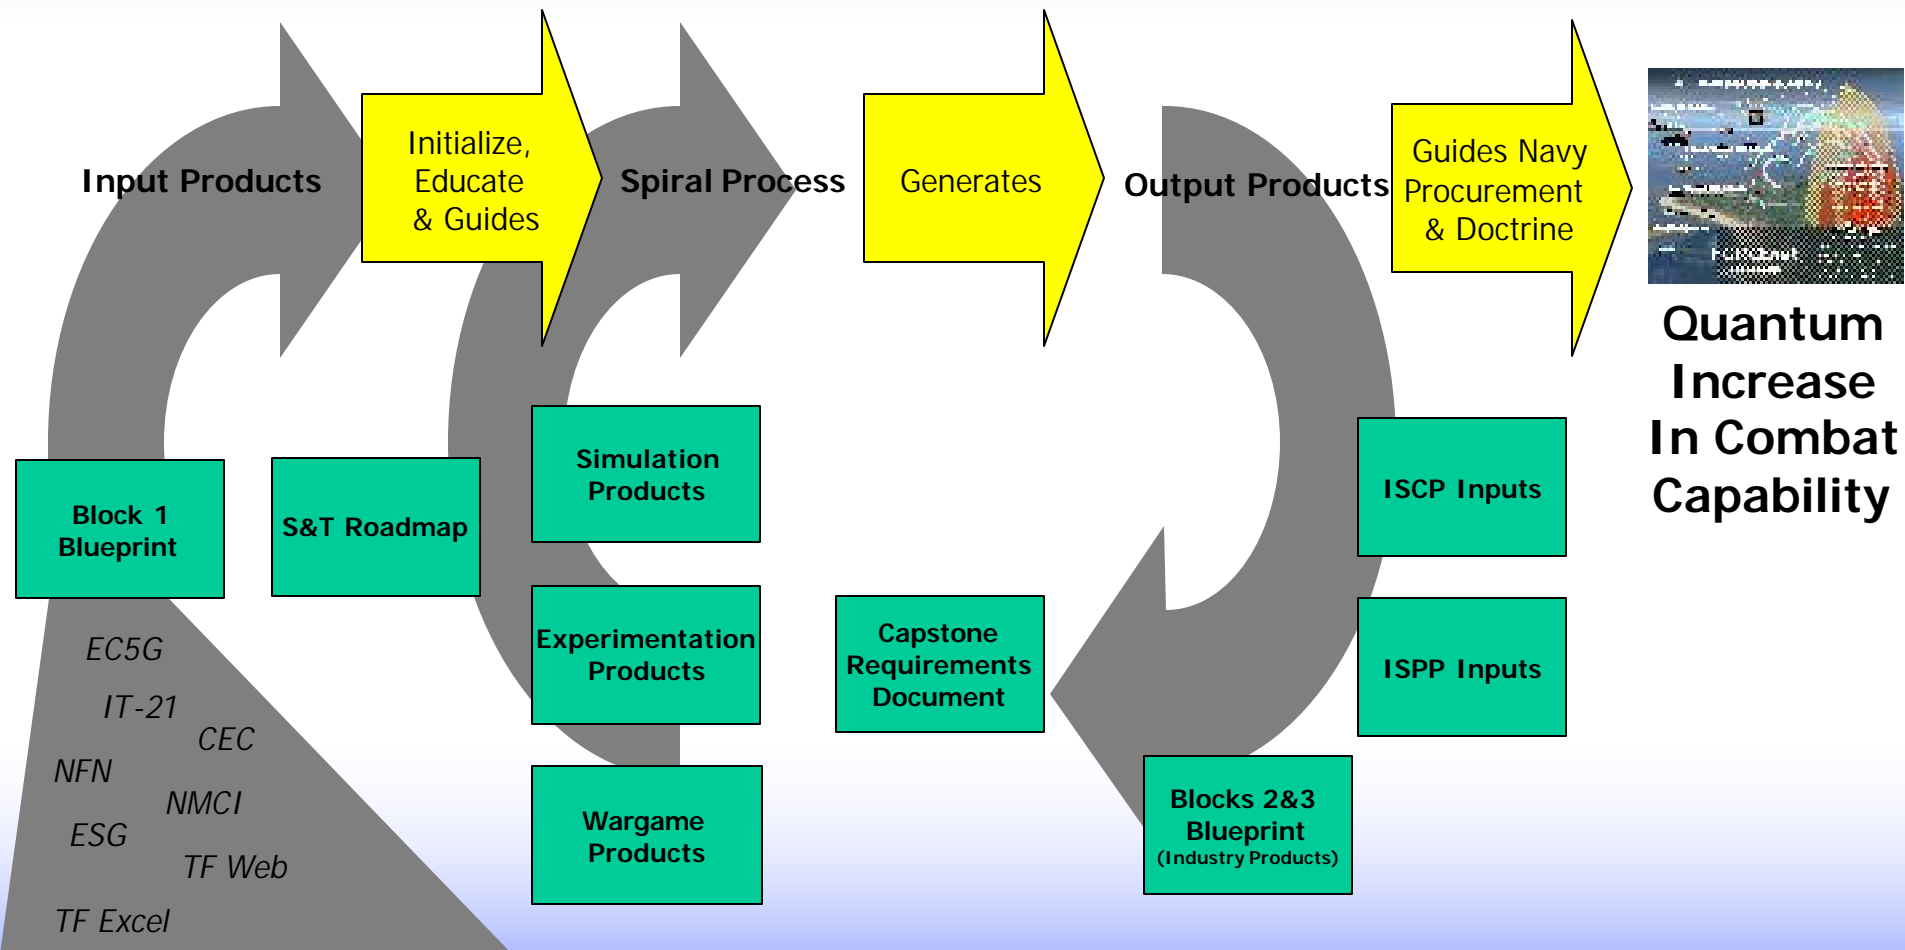 Input Products
Initialize,
Educate
& Guides
Spiral Process
Generates
Output Products
Guides Navy
Procurement
& Doctrine
Quantum
Increase
In Combat
Capability
Block 1
Blueprint
S&T Roadmap
Simulation
Products
Experimentation
Products
Wargame
Products
Capstone
Requirements
Document
ISCP Inputs
ISPP Inputs
Blocks 2&3
Blueprint
(Industry Products)
EC5G
IT-21
CEC
NFN
NMCI
ESG
TF Web
TF Excel